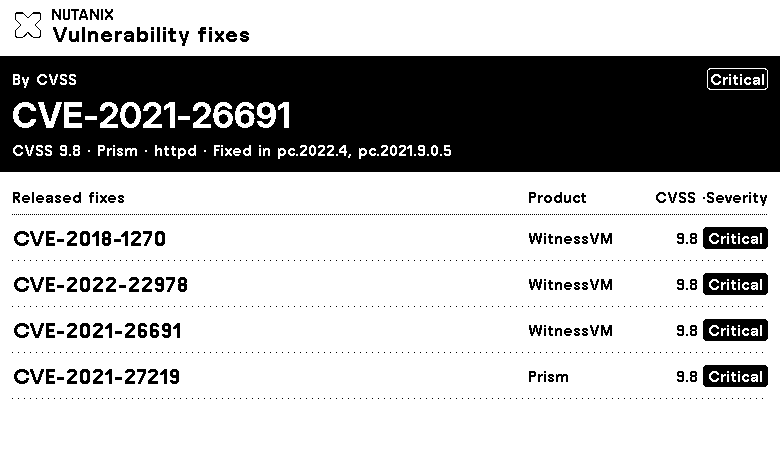 NUTANIX
Vulnerability fixes
By CVSS
Critical
CVE-2021-26691
CVSS 9.8 · Prism · httpd · Fixed in pc.2022.4, pc.2021.9.0.5
Released fixes Product CVSS ·Severity
CVE-2018-1270 WitnessVM 9.8 Critical
CVE-2022-22978 WitnessVM 9.8 Critical
CVE-2021-26691 WitnessVM 9.8 Critical
CVE-2021-27219 Prism 9.8 Critical